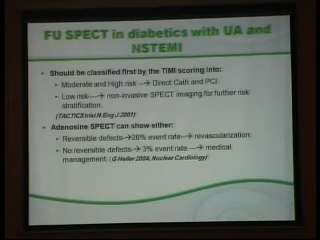 FU SPECT in diabetics with UA and
NSTEMI
• Should be classified first by the TIMI scoring into:
• Moderate and High risk --→ Direct Cath and PCI.
• Low risk---→ non-invasive SPECT imaging for further risk
stratification.
(TACTICS trial N Eng J 2001)
• Adenosine SPECT can show either:
• Reversible defects-→26% event rate--→ revascularization.
• No reversible defects-→ 3% event rate ---→ medical
management. (G Heller 2004, Nuclear Cardiology)